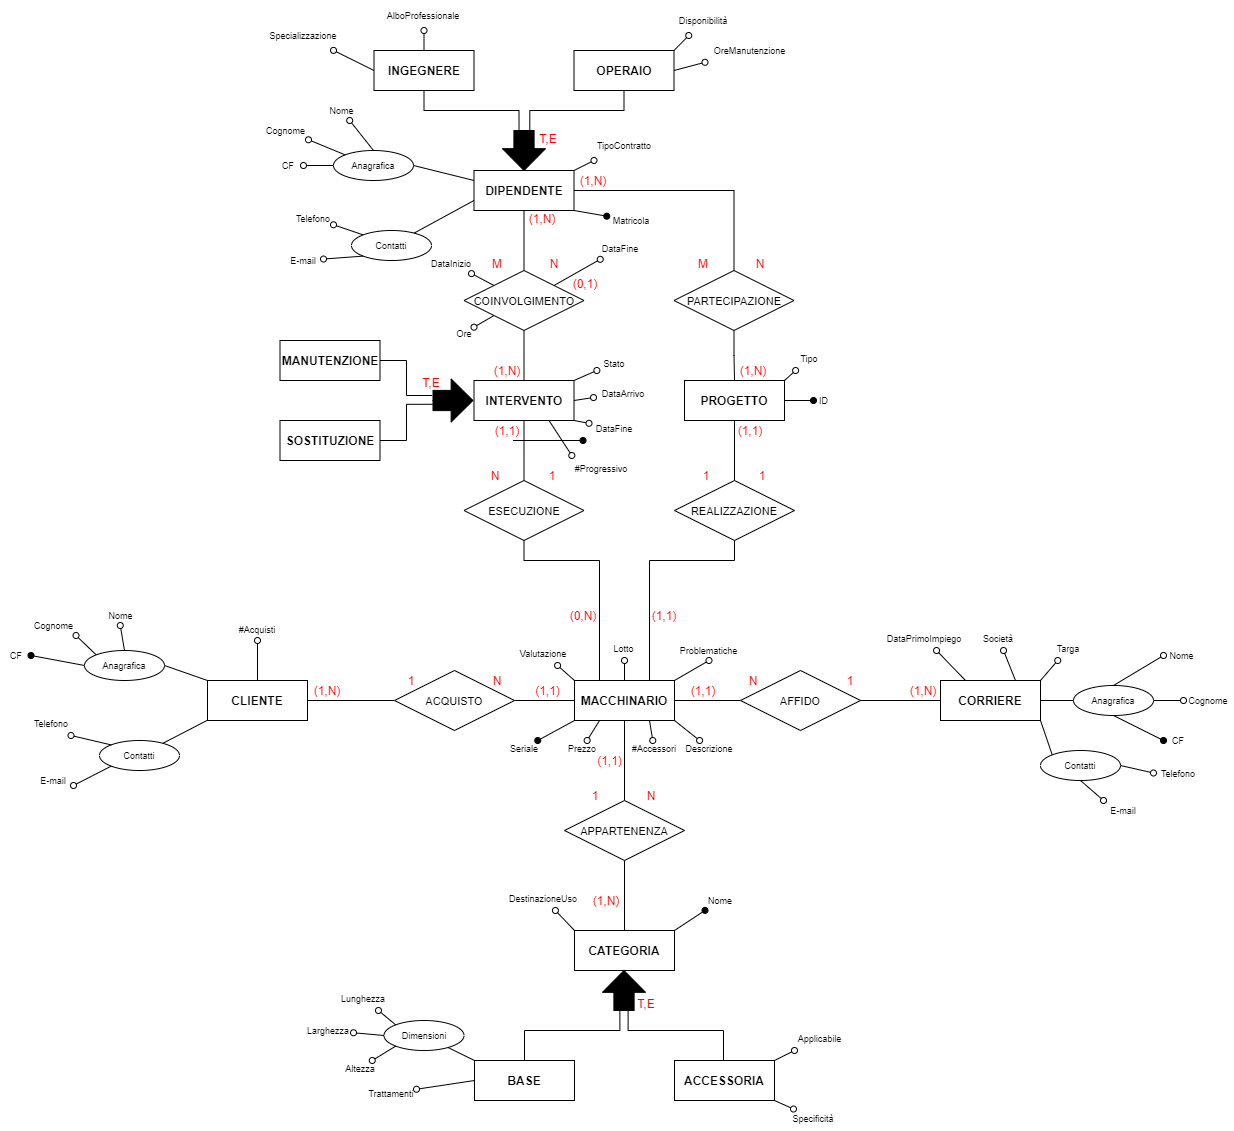 AlboProfessionale
Specializzazione
INGEGNERE
Disponibilità
OreManutenzione
OPERAIO
T,E
Nome
Cognome
CF
Anagrafica
TipoContratto
DIPENDENTE
(1,N)
(1,N)
Matricola
Telefono
E-mail
Contatti
DataInizio
M
N
DataFine
(0,1)
COINVOLGIMENTO
Ore
M
N
PARTECIPAZIONE
MANUTENZIONE
SOSTITUZIONE
T,E
(1,N)
Stato
INTERVENTO
DataArrivo
DataFine
(1,1)
#Progressivo
(1,N)
Tipo
PROGETTO
ID
(1,1)
N
1
ESECUZIONE
1
1
REALIZZAZIONE
(0,N)
(1,1)
Nome
Cognome
CF
Anagrafica
#Acquisti
CLIENTE
(1,N)
Telefono
E-mail
Contatti
1
N
ACQUISTO
(1,1)
Valutazione
Lotto
Problematiche
MACCHINARIO
(1,1)
Seriale
Prezzo
#Accessori
Descrizione
(1,1)
N
1
AFFIDO
(1,N)
DataPrimoImpiego
Società
Targa
CORRIERE
Anagrafica
Nome
Cognome
CF
Contatti
Telefono
E-mail
1
N
APPARTENENZA
(1,N)
DestinazioneUso
Nome
CATEGORIA
T,E
Lunghezza
Larghezza
Altezza
Dimensioni
Trattamenti
BASE
Applicabile
ACCESSORIA
Specificità